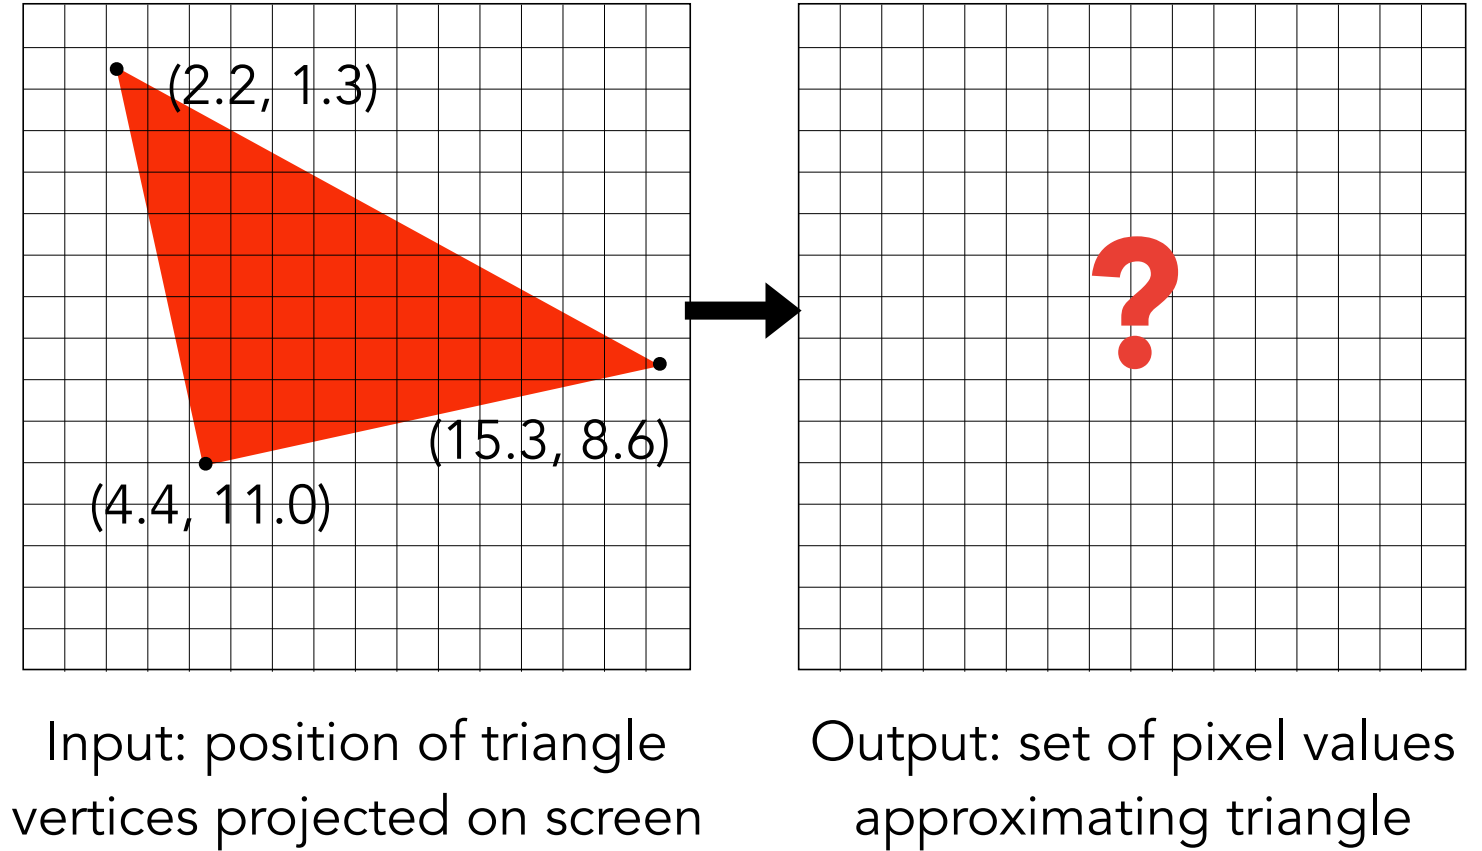 (2.2, 1.3)
?
(15.3, 8.6)
(4.4, 11.0)
Input: position of triangle
vertices projected on screen
Output: set of pixel values
approximating triangle